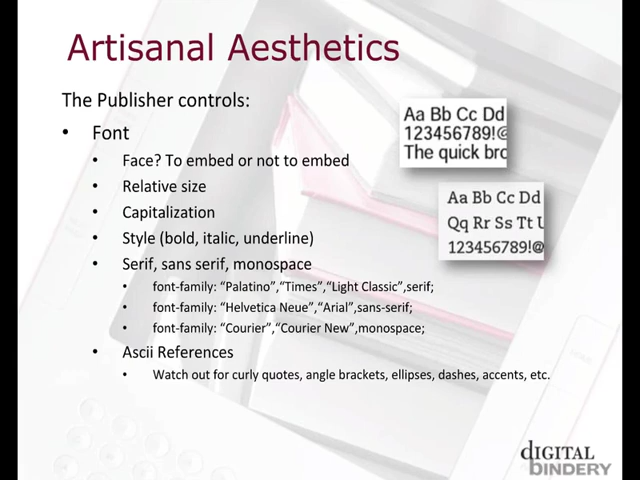 Artisanal Aesthetics
The Publisher controls:
• Font
• Face? To embed or not to embed
• Relative size
• Capitalization
• Style (bold, italic, underline)
• Serif, sans serif, monospace
• font-family: “Palatino”,“Times”,“Light Classic”,serif;
• font-family: “Helvetica Neue”,“Arial”,sans-serif;
• font-family: “Courier”,“Courier New”,monospace;
• Ascii References
• Watch out for curly quotes, angle brackets, ellipses, dashes, accents, etc.
Aa Bb Cc Dd
123456789!@
The quick bro
Aa Bb Cc Dd
Qq Rr Ss Tt U
123456789!@
dIGITAL
BINDERY